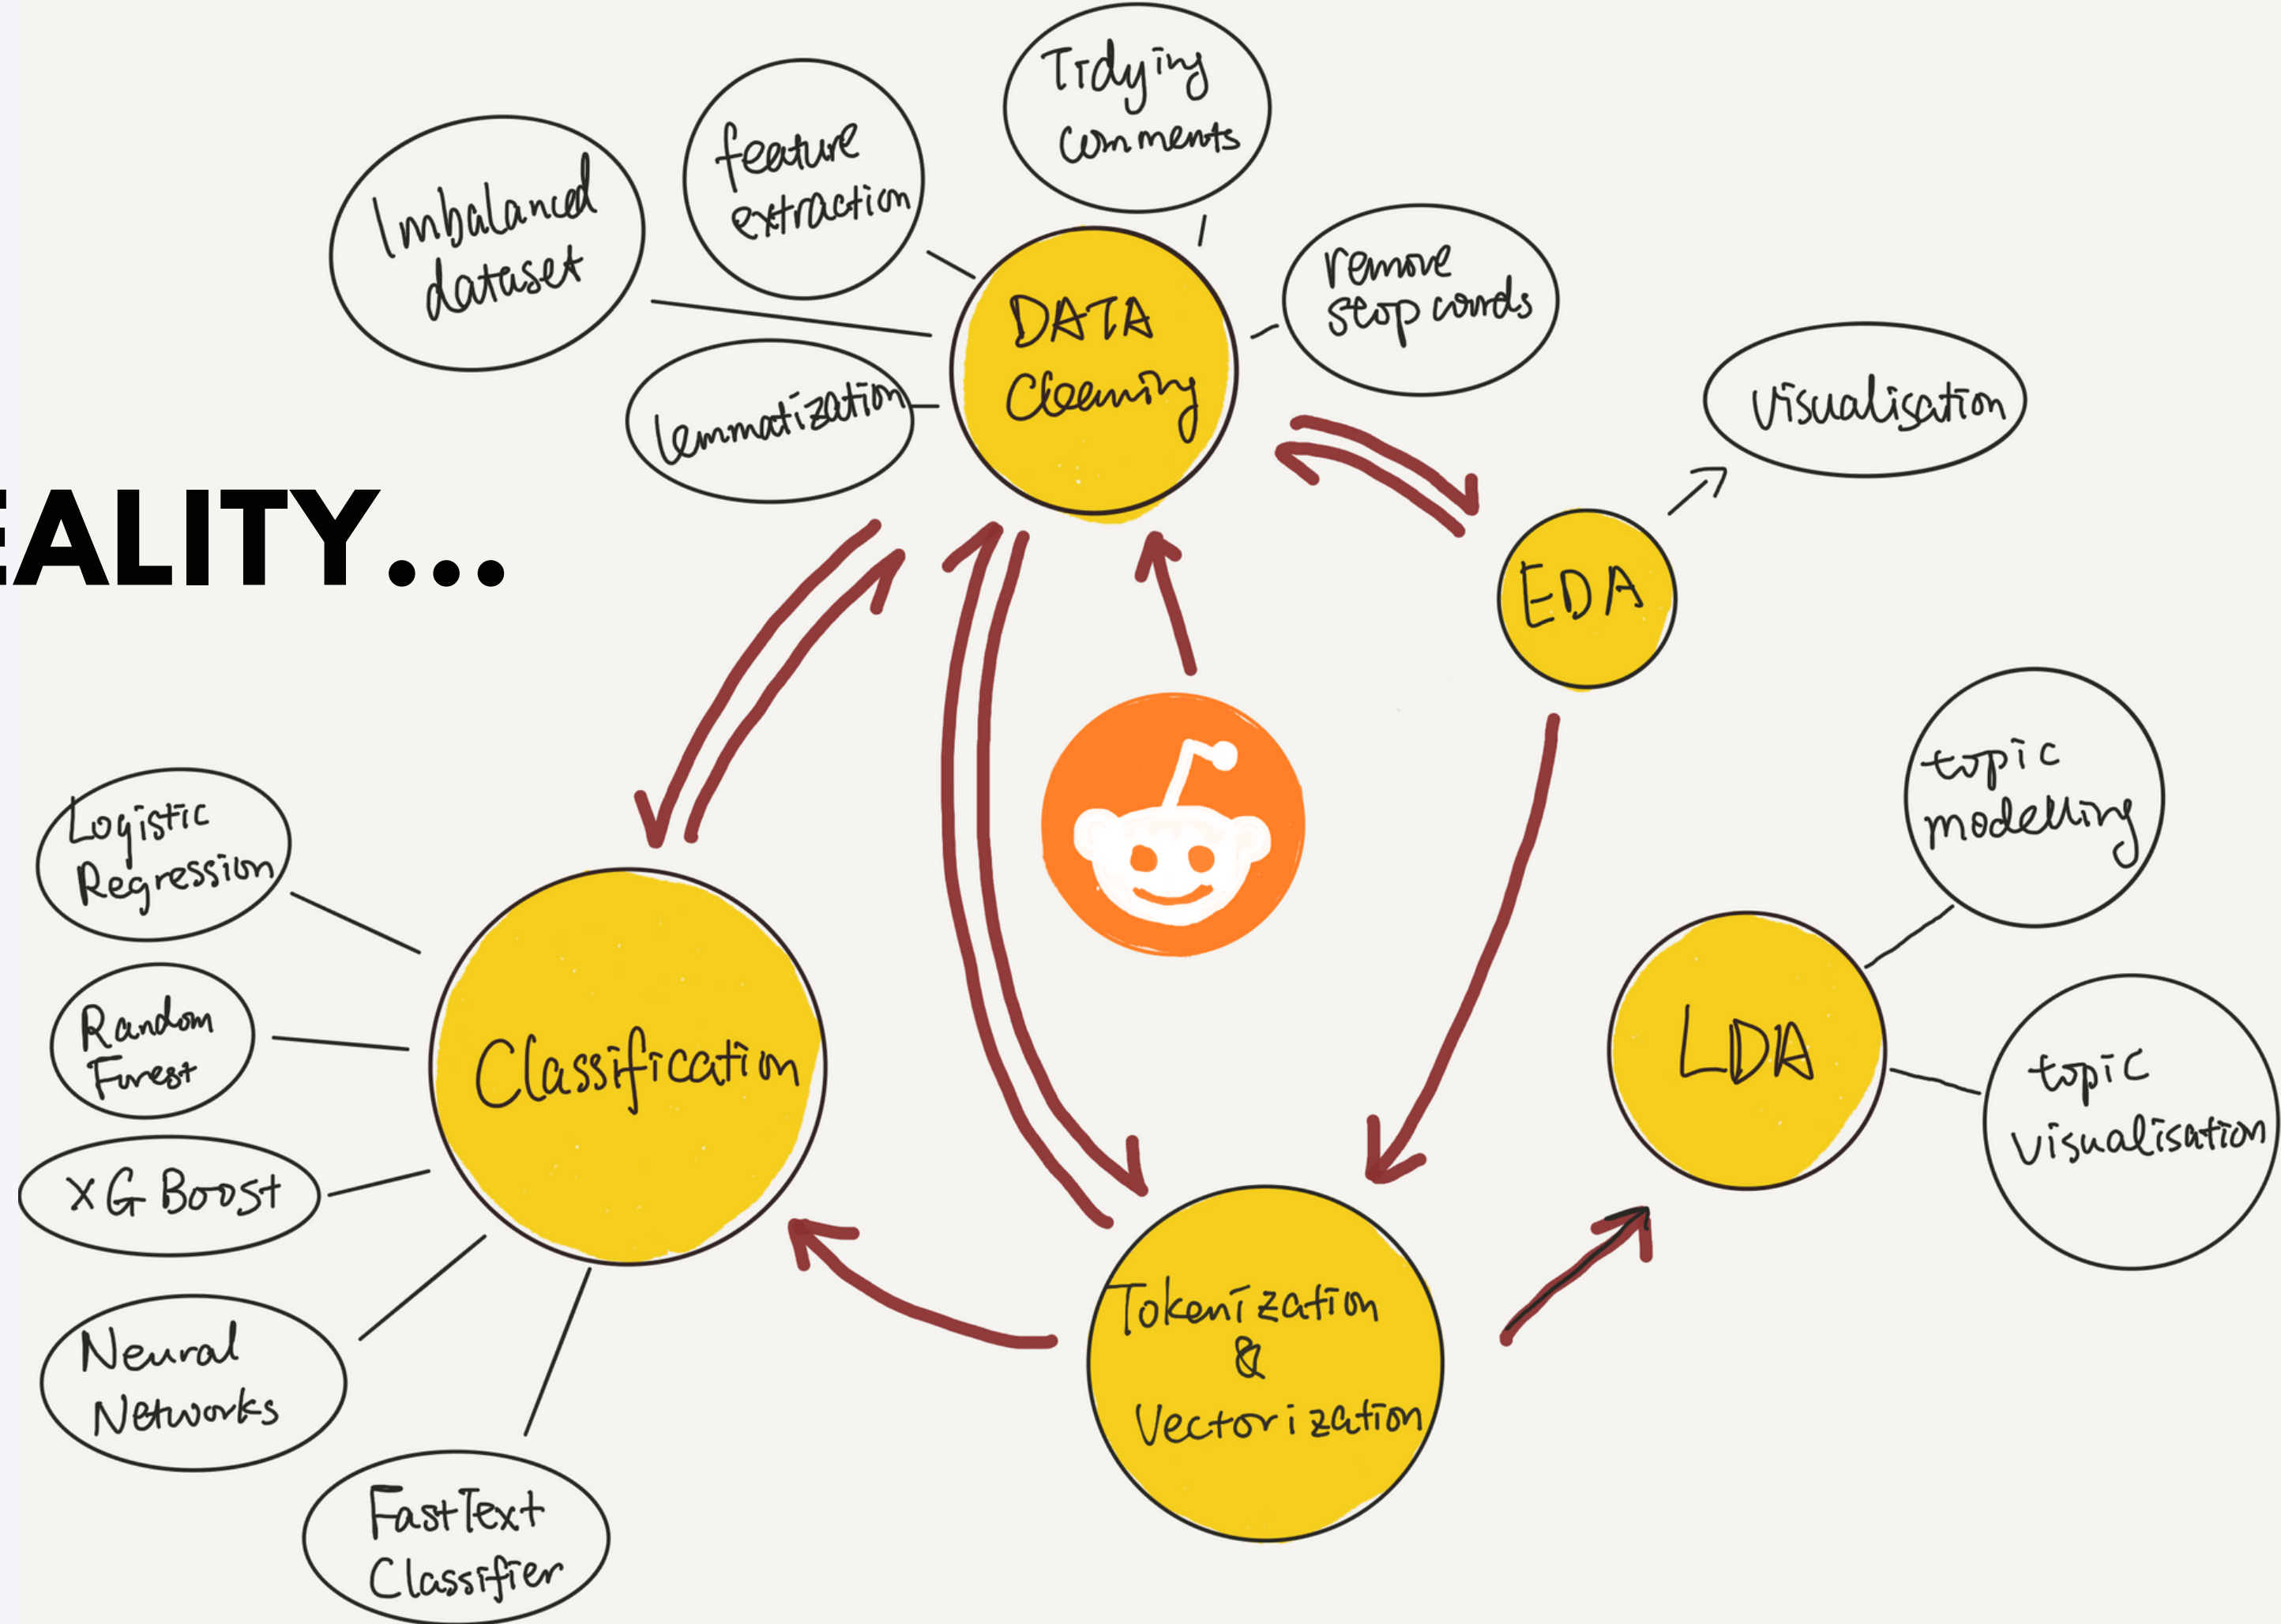 Tidying
comments
feature
extraction
Imbalanced
dataset
remove
stop words
DATA
Cleaning
lemmatization
Visualisation
EALITY...
EDA
topic
modelling
Logistic
Regression
Random
Forest
Classification
LDA
topic
visualisation
XG Boost
Tokenization
&
Vectorization
Neural
Networks
FastText
Classifier